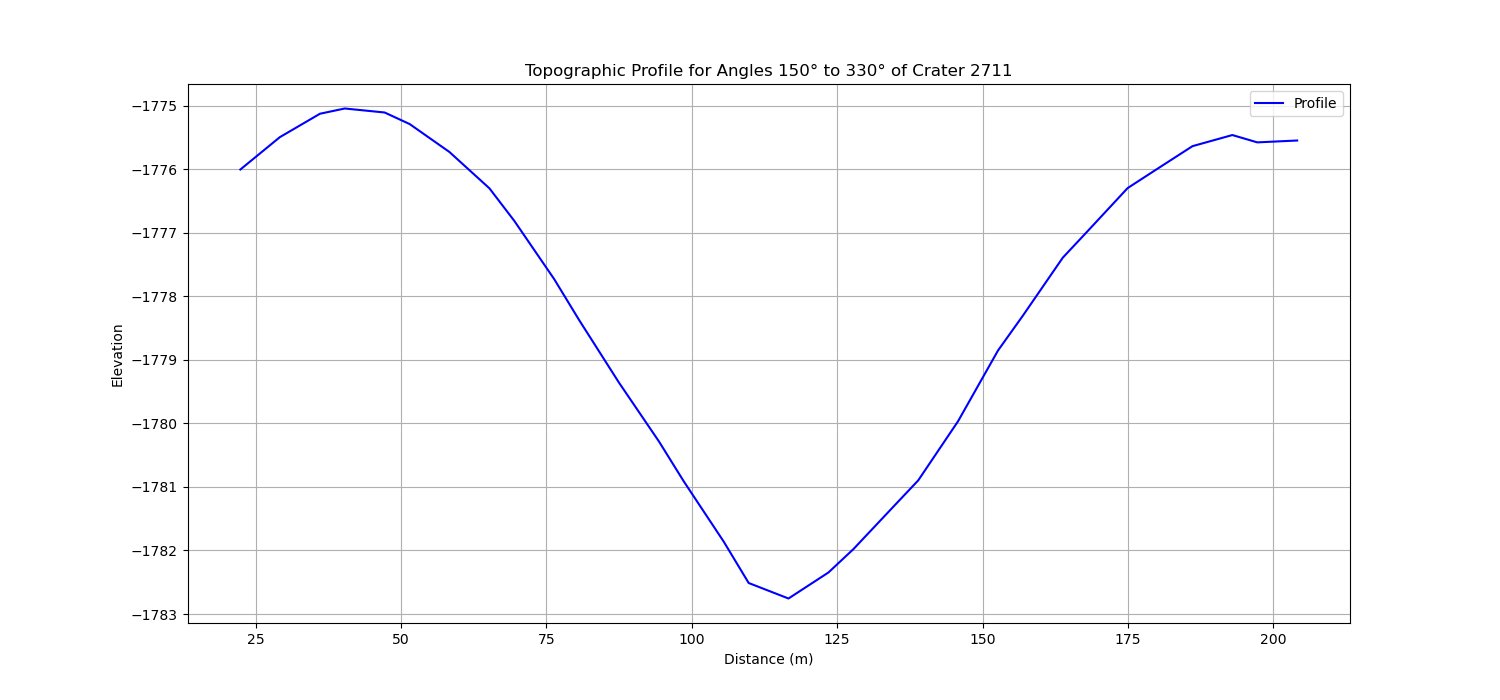 Topographic Profile for Angles 150° to 330° of Crater 2711
Profile
−1775
−1776
−1777
−1778
−1779
−1780
−1781
−1782
−1783
Elevation
25 50 75 100 125 150 175 200
Distance (m)